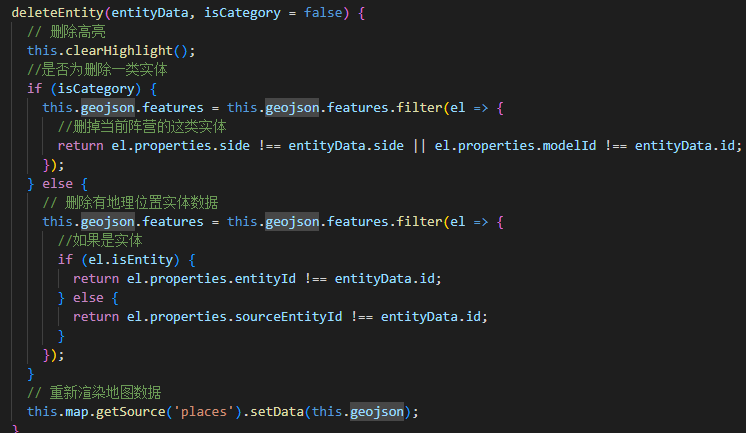 deleteEntity(entityData, isCategory = false) {
// 删除高亮
this.clearHighlight();
//是否为删除一类实体
if (isCategory) {
this.geojson.features = this.geojson.features.filter(el => {
//删掉当前阵营的这类实体
return el.properties.side !== entityData.side || el.properties.modelId !== entityData.id;
});
} else {
// 删除有地理位置实体数据
this.geojson.features = this.geojson.features.filter(el => {
//如果是实体
if (el.isEntity) {
return el.properties.entityId !== entityData.id;
} else {
return el.properties.sourceEntityId !== entityData.id;
}
});
}
// 重新渲染地图数据
this.map.getSource('places').setData(this.geojson);
}